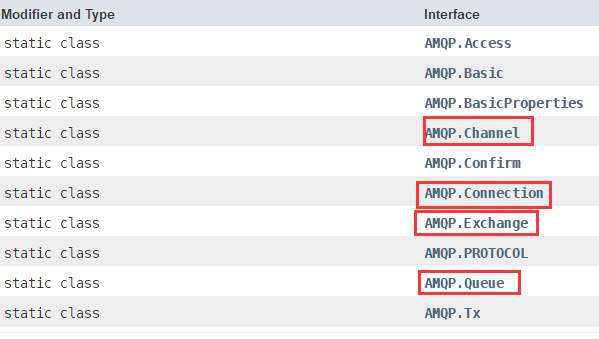 Modifier and Type Interface
static class AMQP.Access
static class AMQP.Basic
static class AMQP.BasicProperties
static class AMQP.Channel
static class AMQP.Confirm
static class AMQP.Connection
static class AMQP.Exchange
static class AMQP.PROTOCOL
static class AMQP.Queue
static class AMQP.Tx